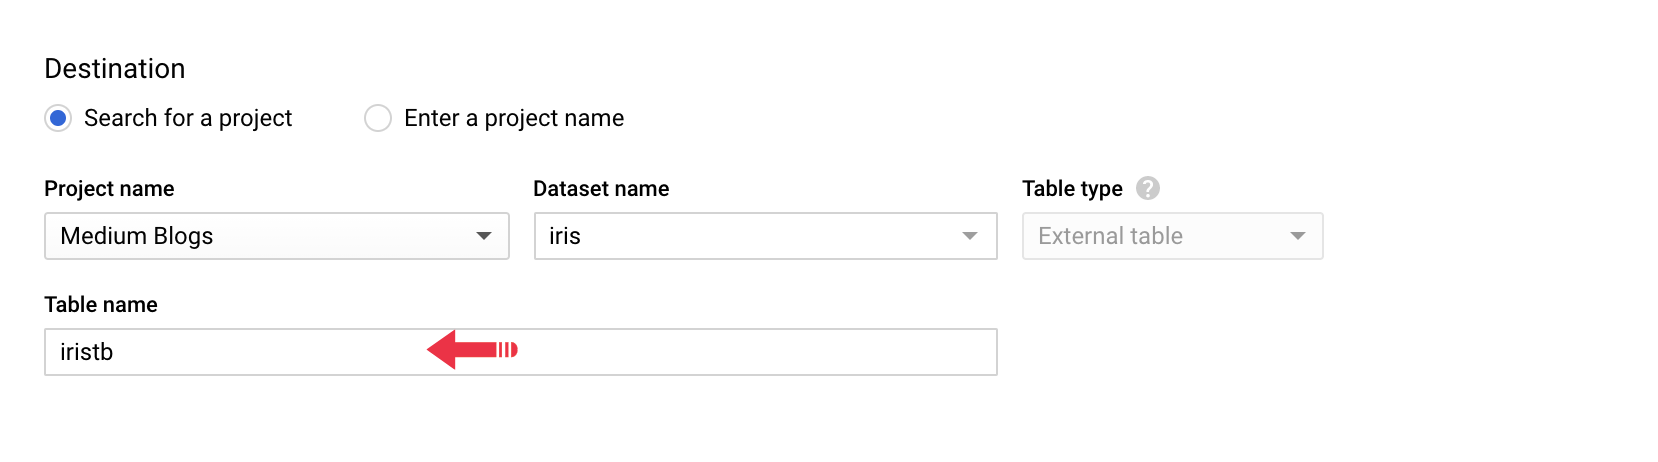 Destination
Search for a project Enter a project name
Project name Dataset name Table type ?
Medium Blogs iris External table
Table name
iristb